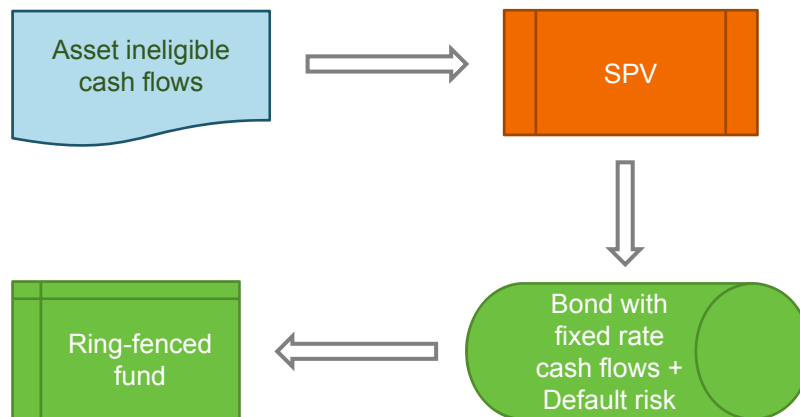 Asset ineligible
cash flows
SPV
Bond with
fixed rate
cash flows +
Default risk
Ring-fenced
fund